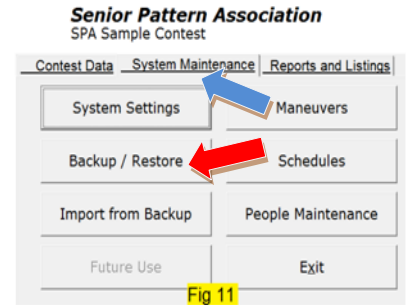 Senior Pattern Association
SPA Sample Contest
Contest Data System Maintenance Reports and Listings
System Settings Maneuvers
Backup / Restore Schedules
Import from Backup People Maintenance
Future Use Exit
Fig 11